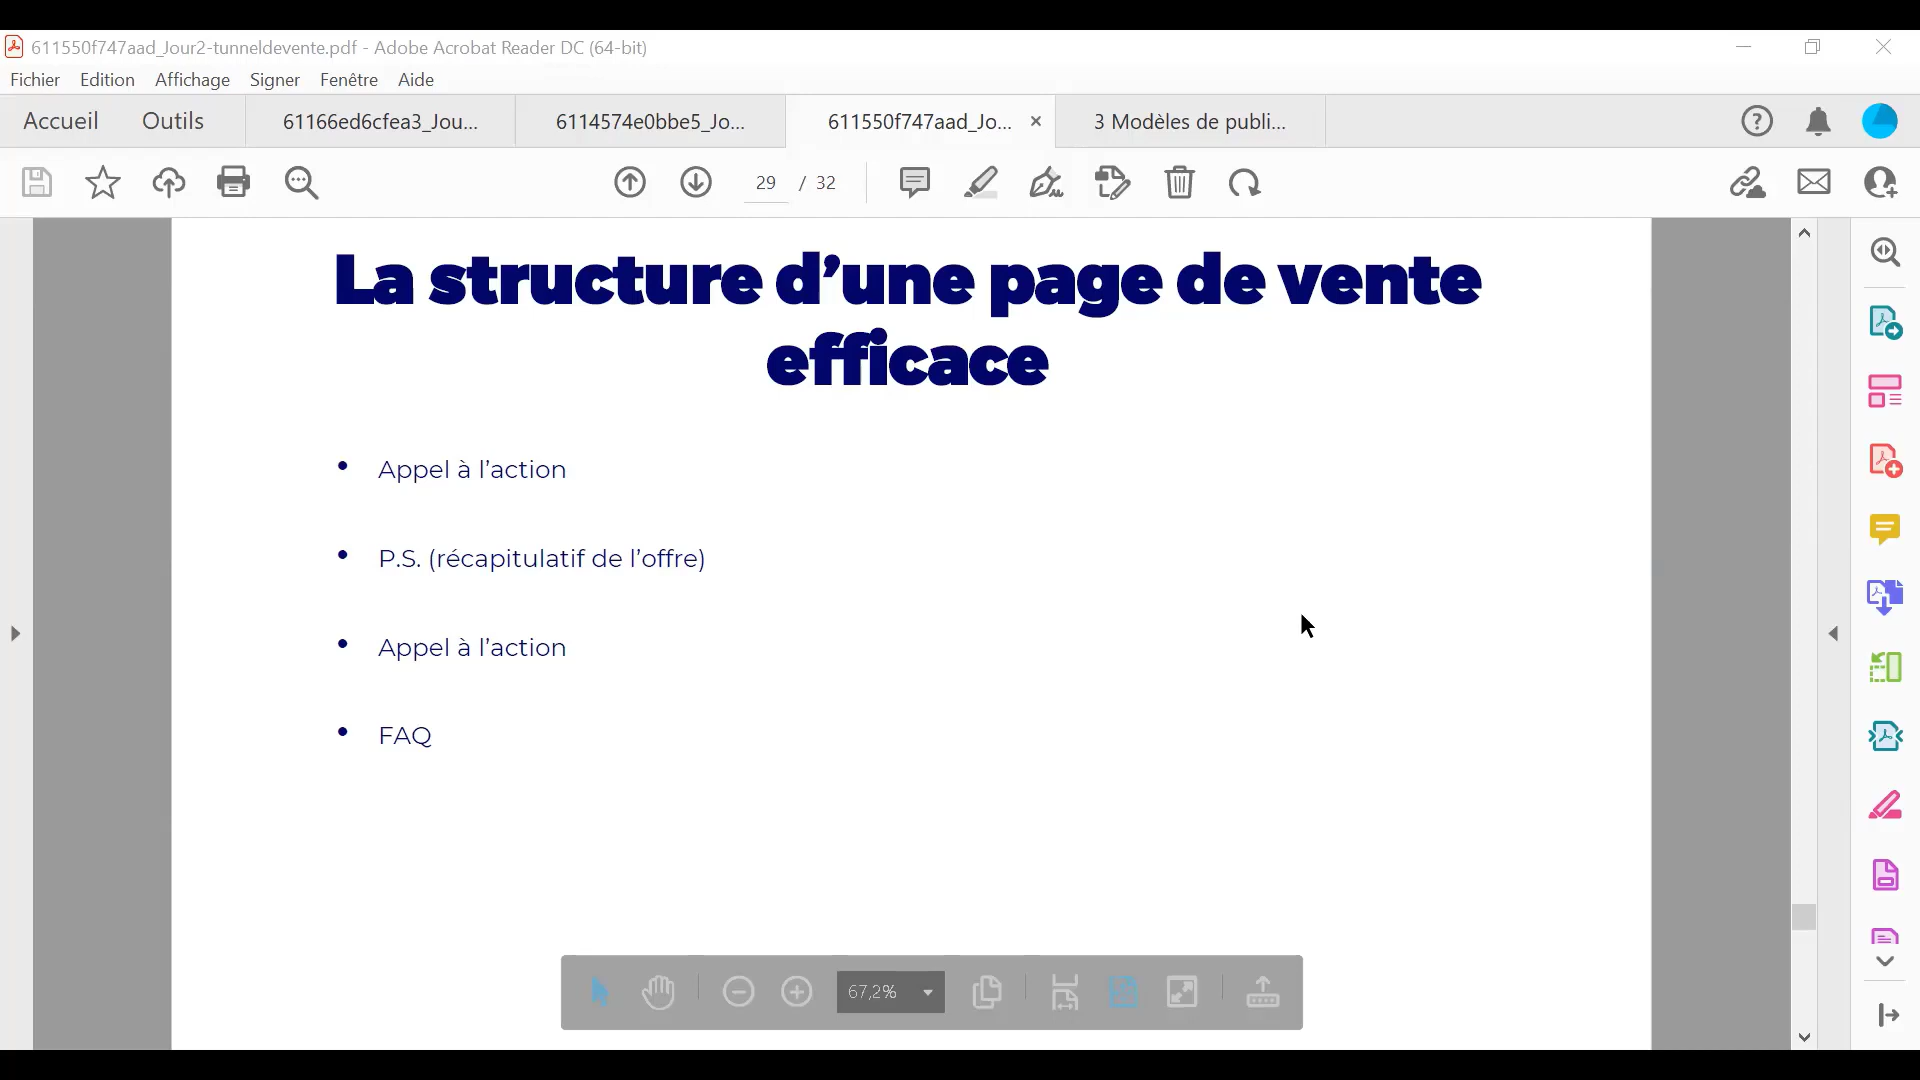 611550f747aad_Jour2-tunneldevente.pdf - Adobe Acrobat Reader DC (64-bit)
Fichier Edition Affichage Signer Fenêtre Aide
Accueil Outils 61166ed6cfea3_Jou... 6114574e0bbe5_Jo... 611550f747aad_Jo... × 3 Modèles de publi...
29 / 32
La structure d’une page de vente
efficace
• Appel à l’action
• P.S. (récapitulatif de l’offre)
• Appel à l’action
• FAQ
67,2%